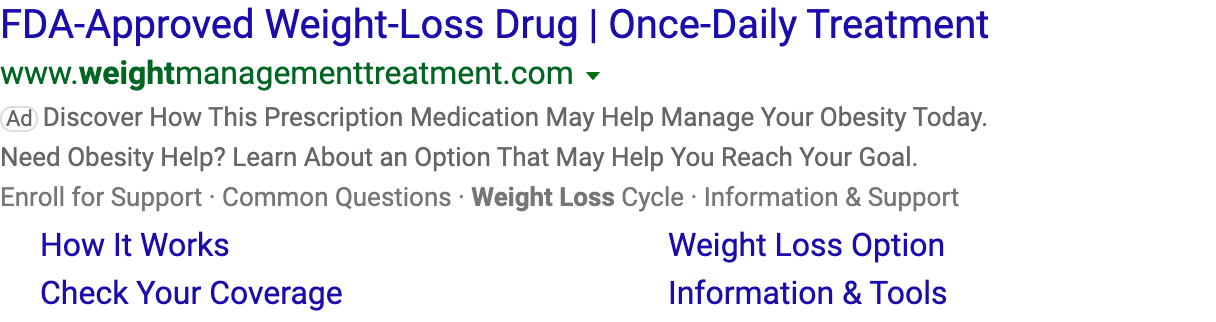 FDA-Approved Weight-Loss Drug | Once-Daily Treatment
www.weightmanagementtreatment.com
Ad Discover How This Prescription Medication May Help Manage Your Obesity Today.
Need Obesity Help? Learn About an Option That May Help You Reach Your Goal.
Enroll for Support · Common Questions · Weight Loss Cycle · Information & Support
How It Works Weight Loss Option
Check Your Coverage Information & Tools